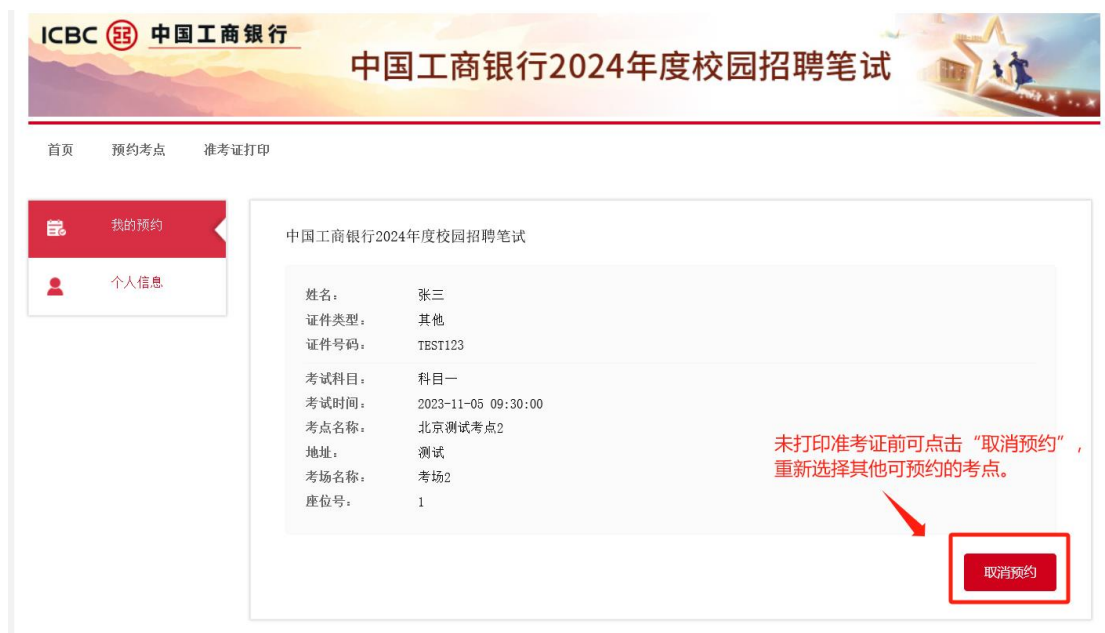 ICBC 中国工商银行
中国工商银行2024年度校园招聘笔试
首页 预约考点 准考证打印
我的预约
个人信息
中国工商银行2024年度校园招聘笔试
姓名： 张三
证件类型： 其他
证件号码： TEST123
考试科目： 科目一
考试时间： 2023-11-05 09:30:00
考点名称： 北京测试考点2
地址： 测试
考场名称： 考场2
座位号： 1
未打印准考证前可点击“取消预约”，
重新选择其他可预约的考点。
取消预约